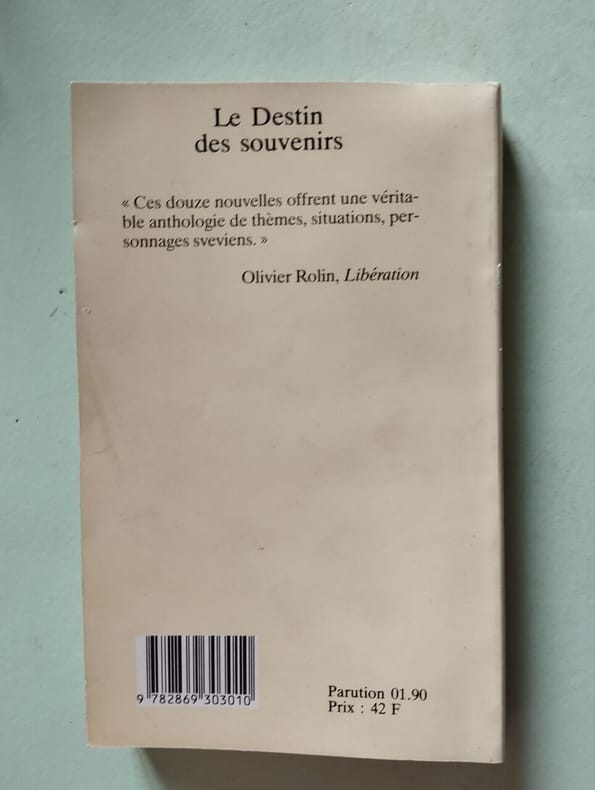 Le Destin
des souvenirs
« Ces douze nouvelles offrent une vérita-
ble anthologie de thèmes, situations, per-
sonnages sveviens. »
Olivier Rolin, Libération
9 782869 303010
Parution 01.90
Prix : 42 F